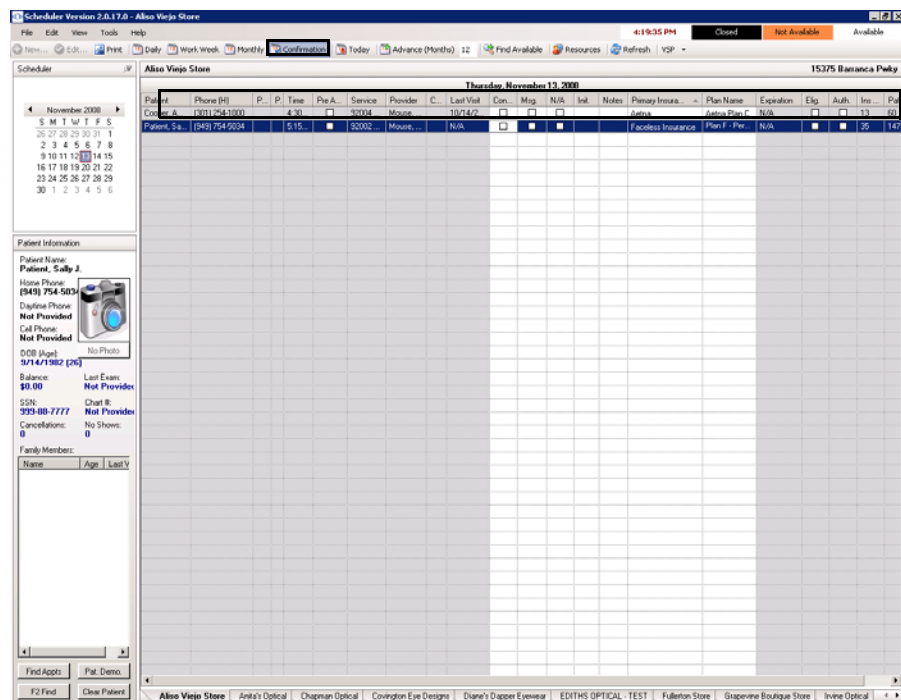 Scheduler Version 2.0.17.0 - Aliso Viejo Store
File Edit View Tools Help 4:19:35 PM Closed Not Available Available
New... Edit... Print Daily Work Week Monthly Confirmation Today Advance (Months) 12 Find Available Resources Refresh VSP
Scheduler Aliso Viejo Store 15375 Barranca Pwky
Thursday, November 13, 2008
Patient Phone (H) P... P. Time Pre A... Service Provider C... Last Visit Con... Msg. N/A Init. Notes Primary Insura... Plan Name Expiration Elig. Auth. Ins ... Pat
Cooper, A... (301) 254-1000 4:30... 92004 ... Mouse, ... 10/14/2... Aetna Aetna Plan C N/A 13 60
Patient, Sa... (949) 754-5034 5:15... 92002 ... Mouse, ... N/A Faceless Insurance Plan F - Per... N/A 35 147
November 2008
S M T W T F S
26 27 28 29 30 31 1
2 3 4 5 6 7 8
9 10 11 12 13 14 15
16 17 18 19 20 21 22
23 24 25 26 27 28 29
30 1 2 3 4 5 6
Patient Information
Patient Name:
Patient, Sally J.
Home Phone:
(949) 754-5034
Daytime Phone:
Not Provided
Cell Phone:
Not Provided
No Photo
DOB (Age):
9/14/1982 (26)
Balance: Last Exam:
$0.00 Not Provided
SSN: Chart #:
999-88-7777 Not Provided
Cancellations: No Shows:
0 0
Family Members:
Name Age Last V
Find Appts Pat. Demo.
F2 Find Clear Patient
Aliso Viejo Store Anita's Optical Chapman Optical Covington Eye Designs Diane's Dapper Eyewear EDITHS OPTICAL - TEST Fullerton Store Grapevine Boutique Store Irvine Optical